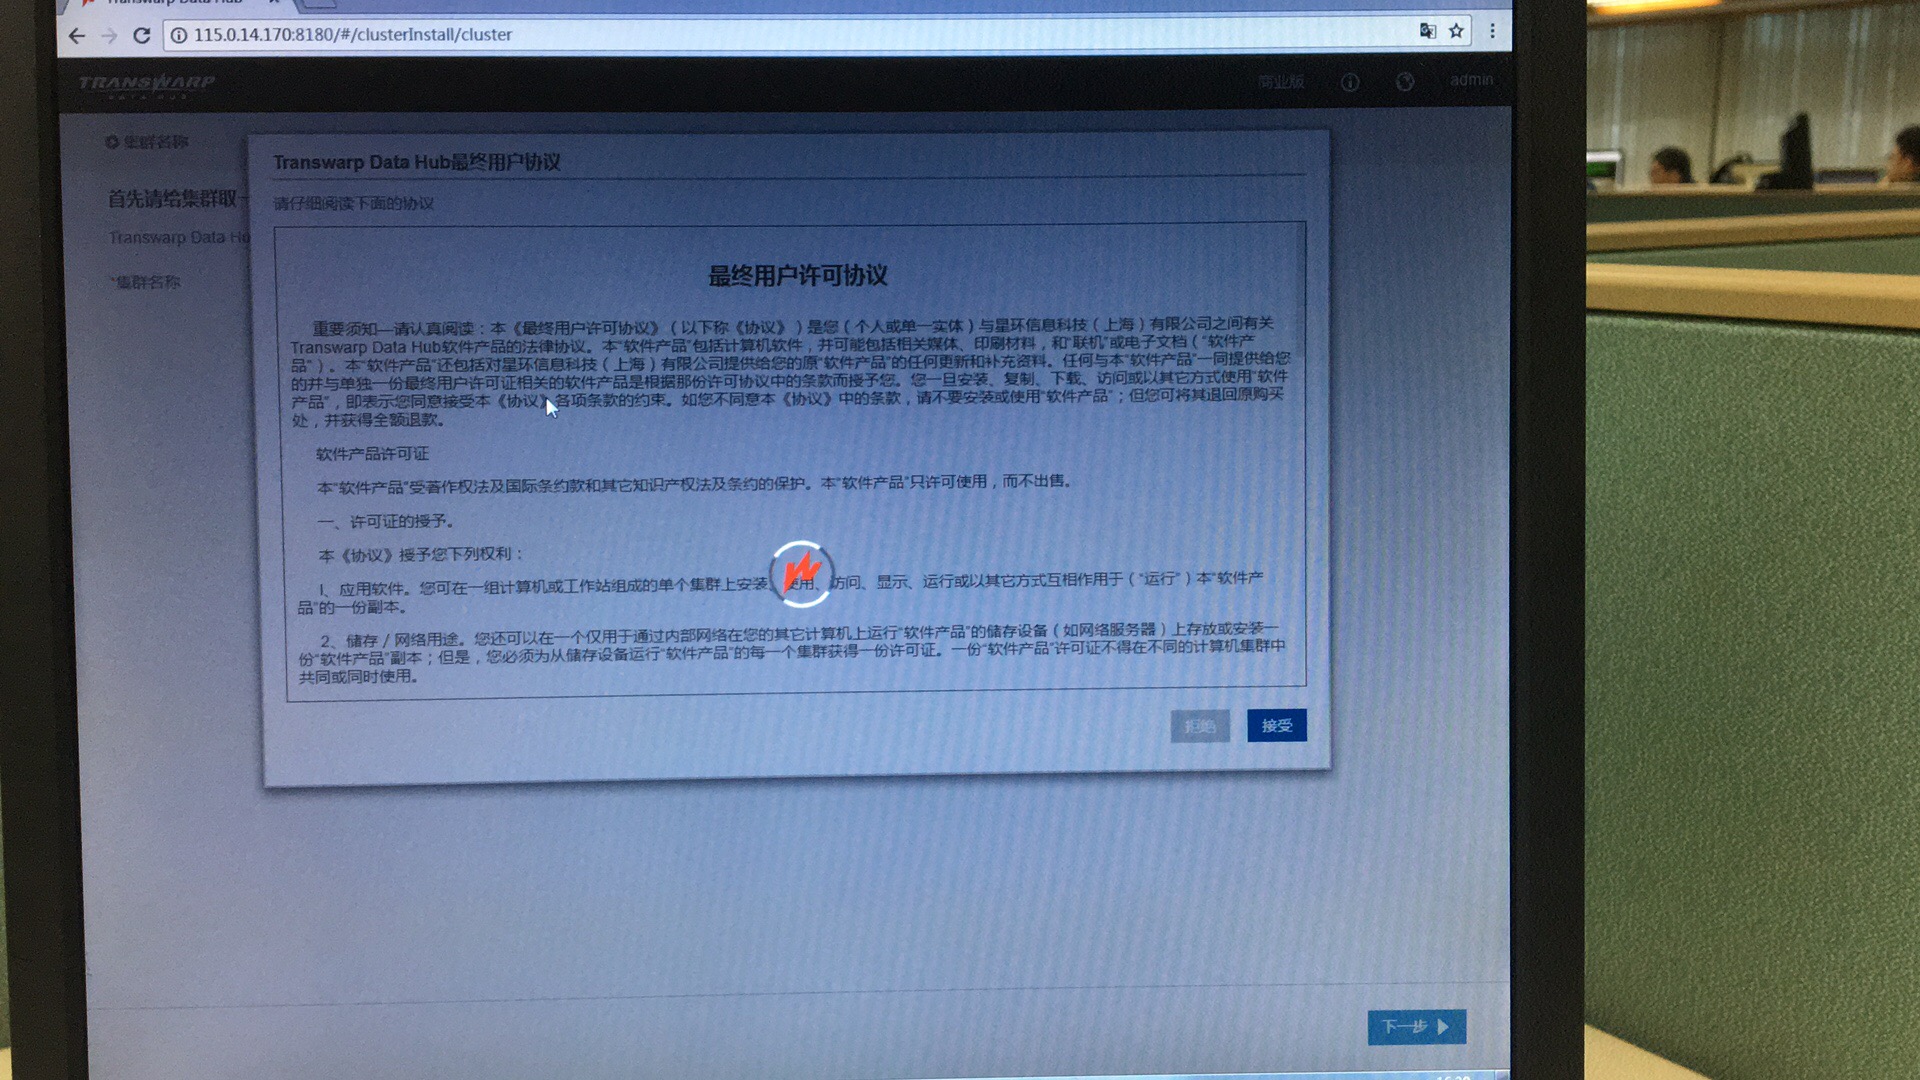 Transwarp Data Hub
115.0.14.170:8180/#/clusterInstall/cluster
TRANSWARP
DATA HUB
商业版
admin
集群名称
首先请给集群取一
Transwarp Data Hu
*集群名称
Transwarp Data Hub最终用户协议
请仔细阅读下面的协议
最终用户许可协议
重要须知—请认真阅读：本《最终用户许可协议》（以下称《协议》）是您（个人或单一实体）与星环信息科技（上海）有限公司之间有关
Transwarp Data Hub软件产品的法律协议。本“软件产品”包括计算机软件，并可能包括相关媒体、印刷材料，和“联机”或电子文档（“软件产
品”）。本“软件产品”还包括对星环信息科技（上海）有限公司提供给您的原“软件产品”的任何更新和补充资料。任何与本“软件产品”一同提供给您
的并与单独一份最终用户许可证相关的软件产品是根据那份许可协议中的条款而授予您。您一旦安装、复制、下载、访问或以其它方式使用“软件
产品”，即表示您同意接受本《协议》各项条款的约束。如您不同意本《协议》中的条款，请不要安装或使用“软件产品”；但您可将其退回原购买
处，并获得全额退款。
软件产品许可证
本“软件产品”受著作权法及国际条约款和其它知识产权法及条约的保护。本“软件产品”只许可使用，而不出售。
一、许可证的授予。
本《协议》授予您下列权利：
l、应用软件。您可在一组计算机或工作站组成的单个集群上安装、使用、访问、显示、运行或以其它方式互相作用于（“运行”）本“软件产
品”的一份副本。
2、储存／网络用途。您还可以在一个仅用于通过内部网络在您的其它计算机上运行“软件产品”的储存设备（如网络服务器）上存放或安装一
份“软件产品”副本；但是，您必须为从储存设备运行“软件产品”的每一个集群获得一份许可证。一份“软件产品”许可证不得在不同的计算机集群中
共同或同时使用。
拒绝
接受
下一步